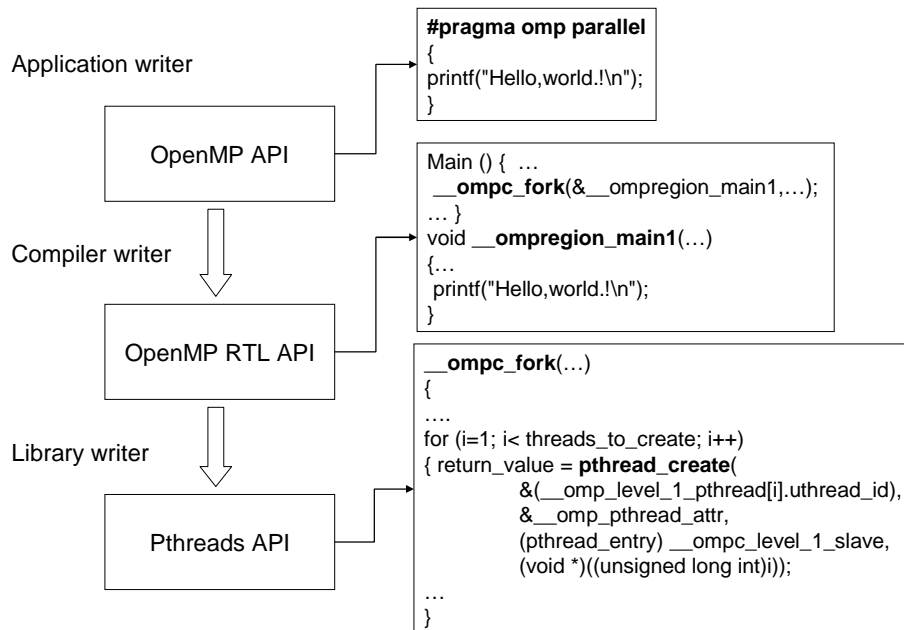 Application writer
OpenMP API
Compiler writer
OpenMP RTL API
Library writer
Pthreads API
#pragma omp parallel
{
printf("Hello,world.!\n");
}
Main () {  …
__ompc_fork(&__ompregion_main1,…);
… }
void __ompregion_main1(…)
{…
printf("Hello,world.!\n");
}
__ompc_fork(…)
{
….
for (i=1; i< threads_to_create; i++)
{ return_value = pthread_create(
&(__omp_level_1_pthread[i].uthread_id),
&__omp_pthread_attr,
(pthread_entry) __ompc_level_1_slave,
(void *)((unsigned long int)i));
…
}